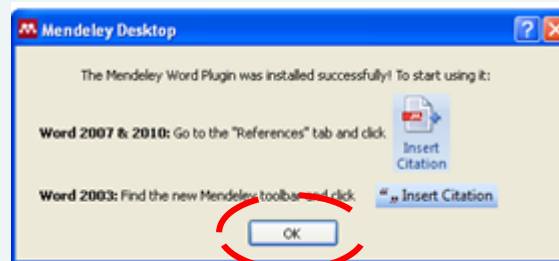 Mendeley Desktop
The Mendeley Word Plugin was installed successfully! To start using it:
Word 2007 & 2010: Go to the "References" tab and click
Insert
Citation
Word 2003: Find the new Mendeley toolbar and click
Insert Citation
OK